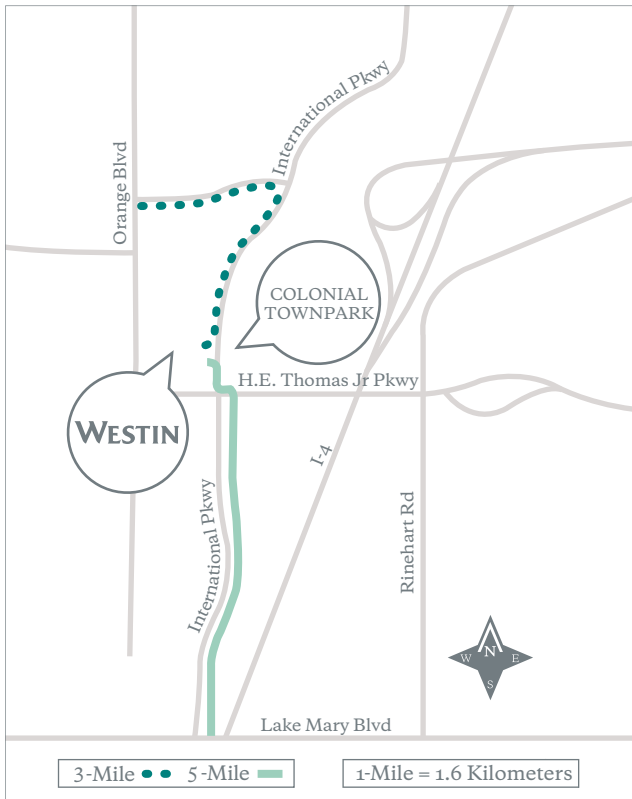 International Pkwy
Orange Blvd
COLONIAL
TOWNPARK
H.E. Thomas Jr Pkwy
WESTIN
I-4
International Pkwy
Rinehart Rd
N
W E
S
Lake Mary Blvd
3-Mile 5-Mile 1-Mile = 1.6 Kilometers